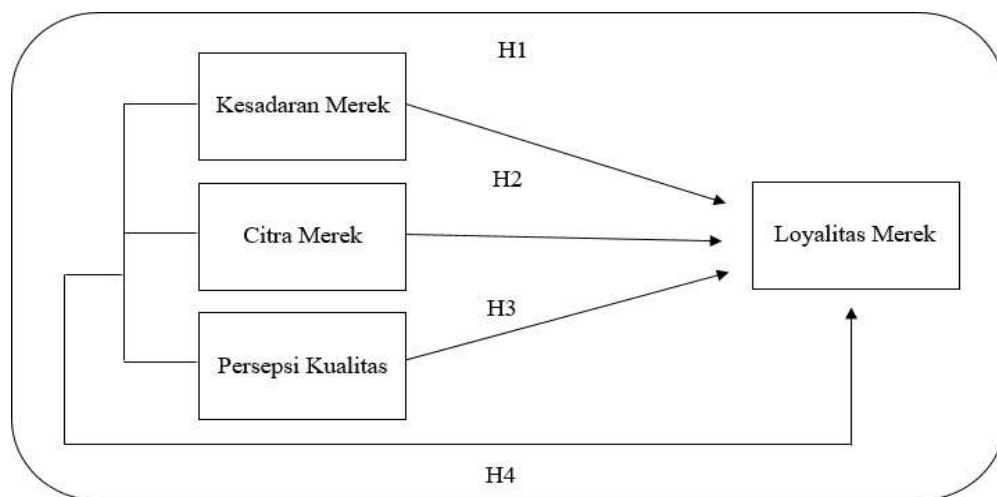 H1
Kesadaran Merek
H2
Citra Merek
Loyalitas Merek
H3
Persepsi Kualitas
H4